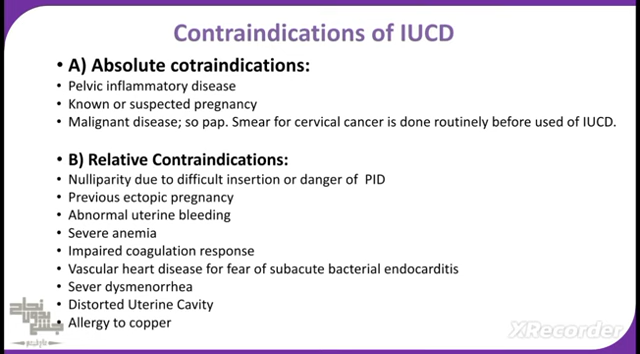 Contraindications of IUCD
• A) Absolute cotraindications:
• Pelvic inflammatory disease
• Known or suspected pregnancy
• Malignant disease; so pap. Smear for cervical cancer is done routinely before used of IUCD.
• B) Relative Contraindications:
• Nulliparity due to difficult insertion or danger of PID
• Previous ectopic pregnancy
• Abnormal uterine bleeding
• Severe anemia
• Impaired coagulation response
• Vascular heart disease for fear of subacute bacterial endocarditis
• Sever dysmenorrhea
• Distorted Uterine Cavity
• Allergy to copper
XRecorder